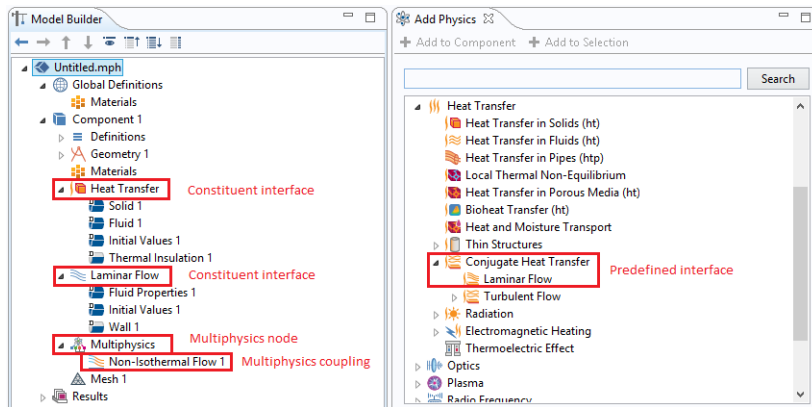 Model Builder
Untitled.mph
Global Definitions
Materials
Component 1
Definitions
Geometry 1
Materials
Heat Transfer
Constituent interface
Solid 1
Fluid 1
Initial Values 1
Thermal Insulation 1
Laminar Flow
Constituent interface
Fluid Properties 1
Initial Values 1
Wall 1
Multiphysics
Multiphysics node
Non-Isothermal Flow 1
Multiphysics coupling
Mesh 1
Results
Add Physics
Add to Component
Add to Selection
Search
Heat Transfer
Heat Transfer in Solids (ht)
Heat Transfer in Fluids (ht)
Heat Transfer in Pipes (htp)
Local Thermal Non-Equilibrium
Heat Transfer in Porous Media (ht)
Bioheat Transfer (ht)
Heat and Moisture Transport
Thin Structures
Conjugate Heat Transfer
Predefined interface
Laminar Flow
Turbulent Flow
Radiation
Electromagnetic Heating
Thermoelectric Effect
Optics
Plasma
Radio Frequency